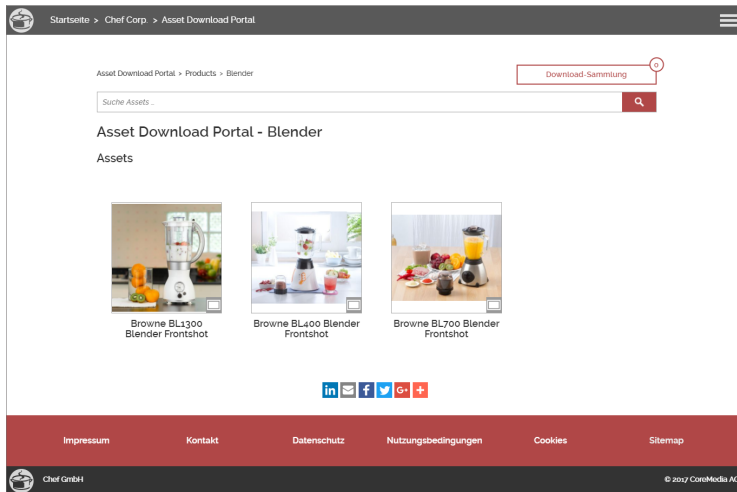 Startseite > Chef Corp. > Asset Download Portal
Asset Download Portal > Products > Blender
Download-Sammlung
0
Suche Assets ..
Asset Download Portal - Blender
Assets
Browne BL1300
Blender Frontshot
Browne BL400 Blender
Frontshot
Browne BL700 Blender
Frontshot
in f G+ +
Impressum Kontakt Datenschutz Nutzungsbedingungen Cookies Sitemap
Chef GmbH © 2017 CoreMedia AG